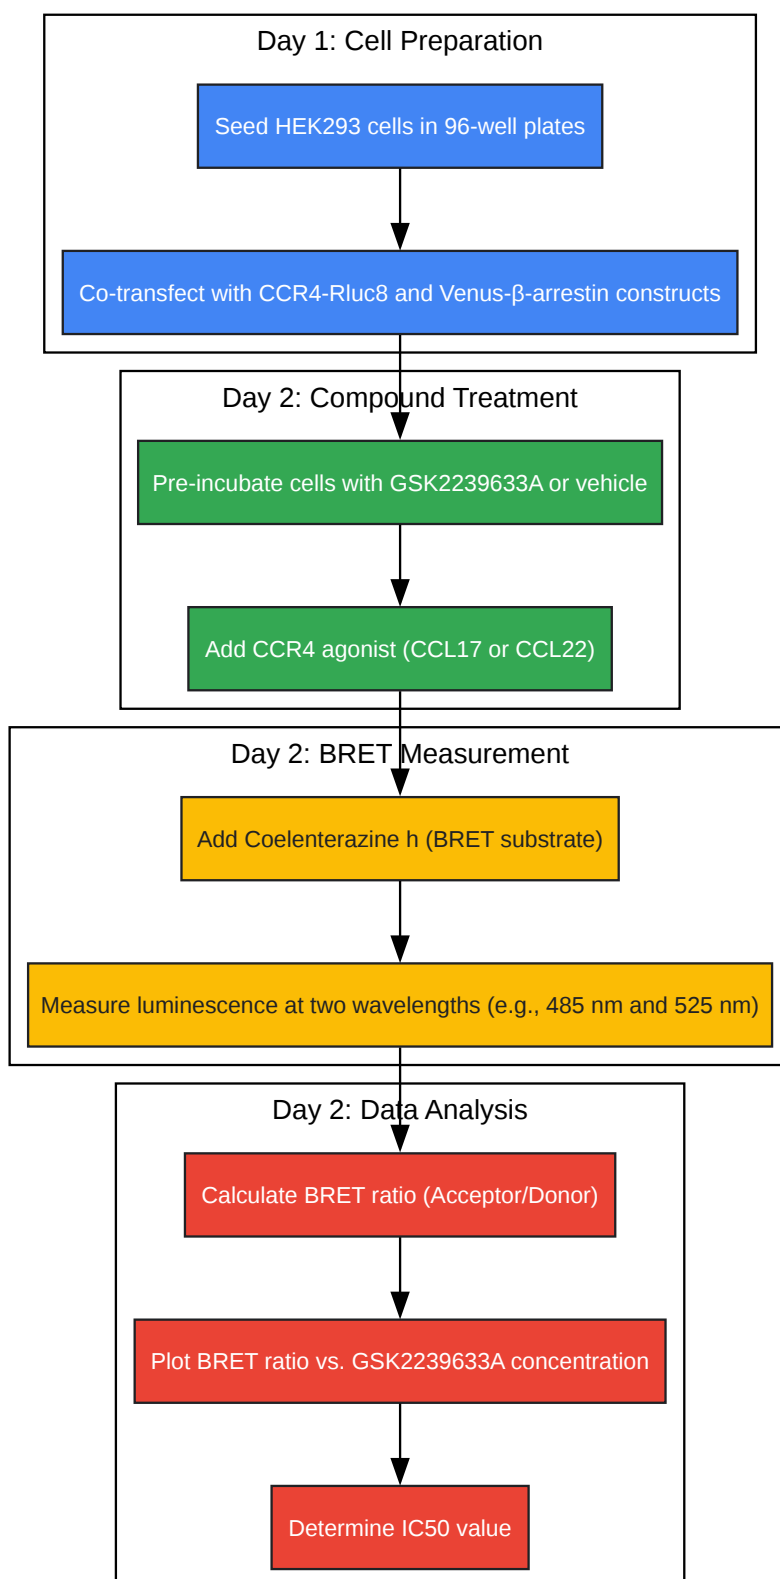 Day 1: Cell Preparation
Seed HEK293 cells in 96-well plates
Co-transfect with CCR4-Rluc8 and Venus-β-arrestin constructs
Day 2: Compound Treatment
Pre-incubate cells with GSK2239633A or vehicle
Add CCR4 agonist (CCL17 or CCL22)
Day 2: BRET Measurement
Add Coelenterazine h (BRET substrate)
Measure luminescence at two wavelengths (e.g., 485 nm and 525 nm)
Day 2: Data Analysis
Calculate BRET ratio (Acceptor/Donor)
Plot BRET ratio vs. GSK2239633A concentration
Determine IC50 value